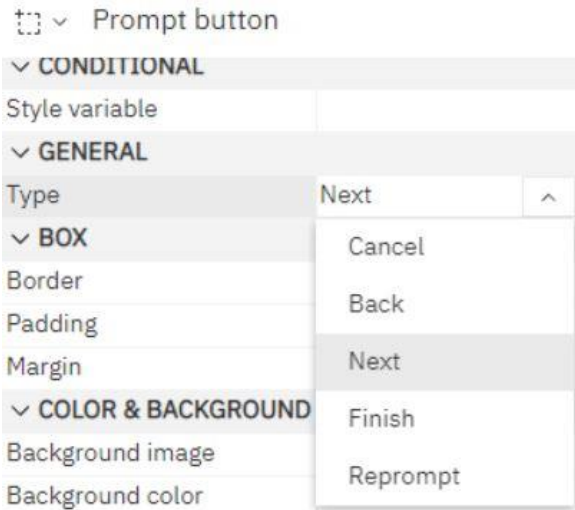 Prompt button
CONDITIONAL
Style variable
GENERAL
Type Next
BOX
Cancel
Border
Back
Padding
Margin
Next
COLOR & BACKGROUND
Finish
Background image
Reprompt
Background color